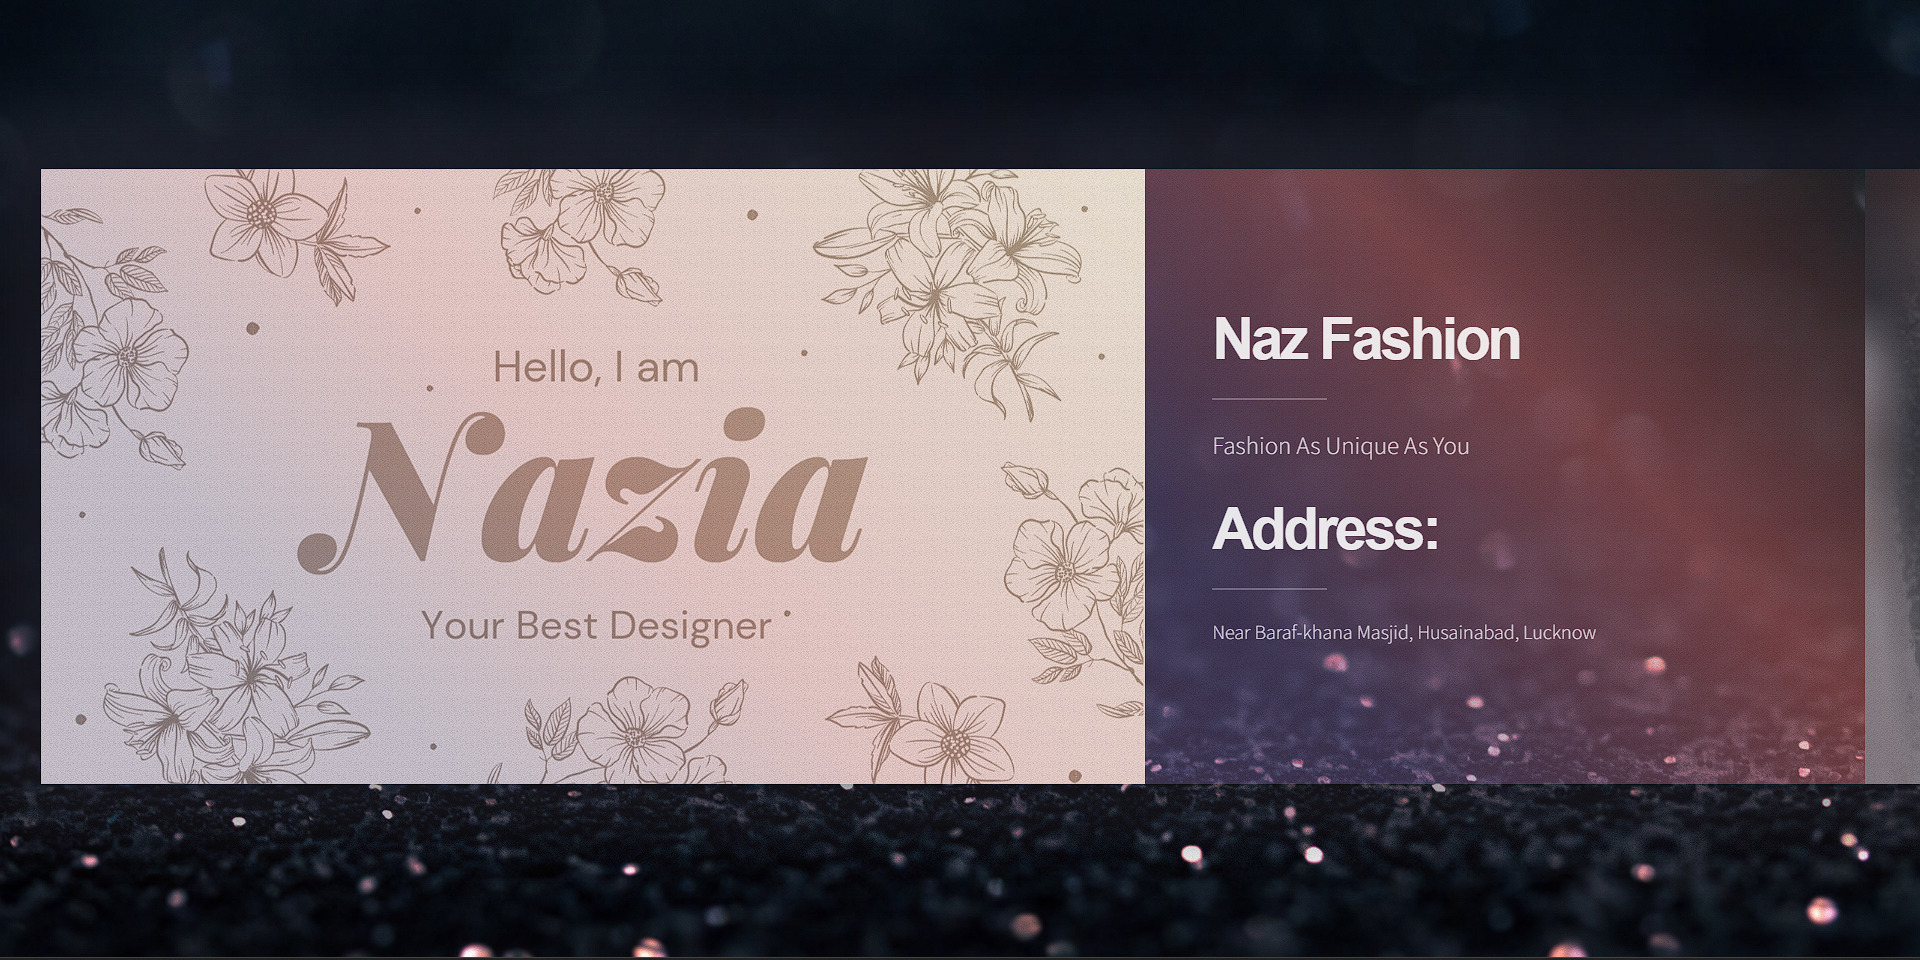 Hello, I am
Nazia
Your Best Designer
Naz Fashion
Fashion As Unique As You
Address:
Near Baraf-khana Masjid, Husainabad, Lucknow